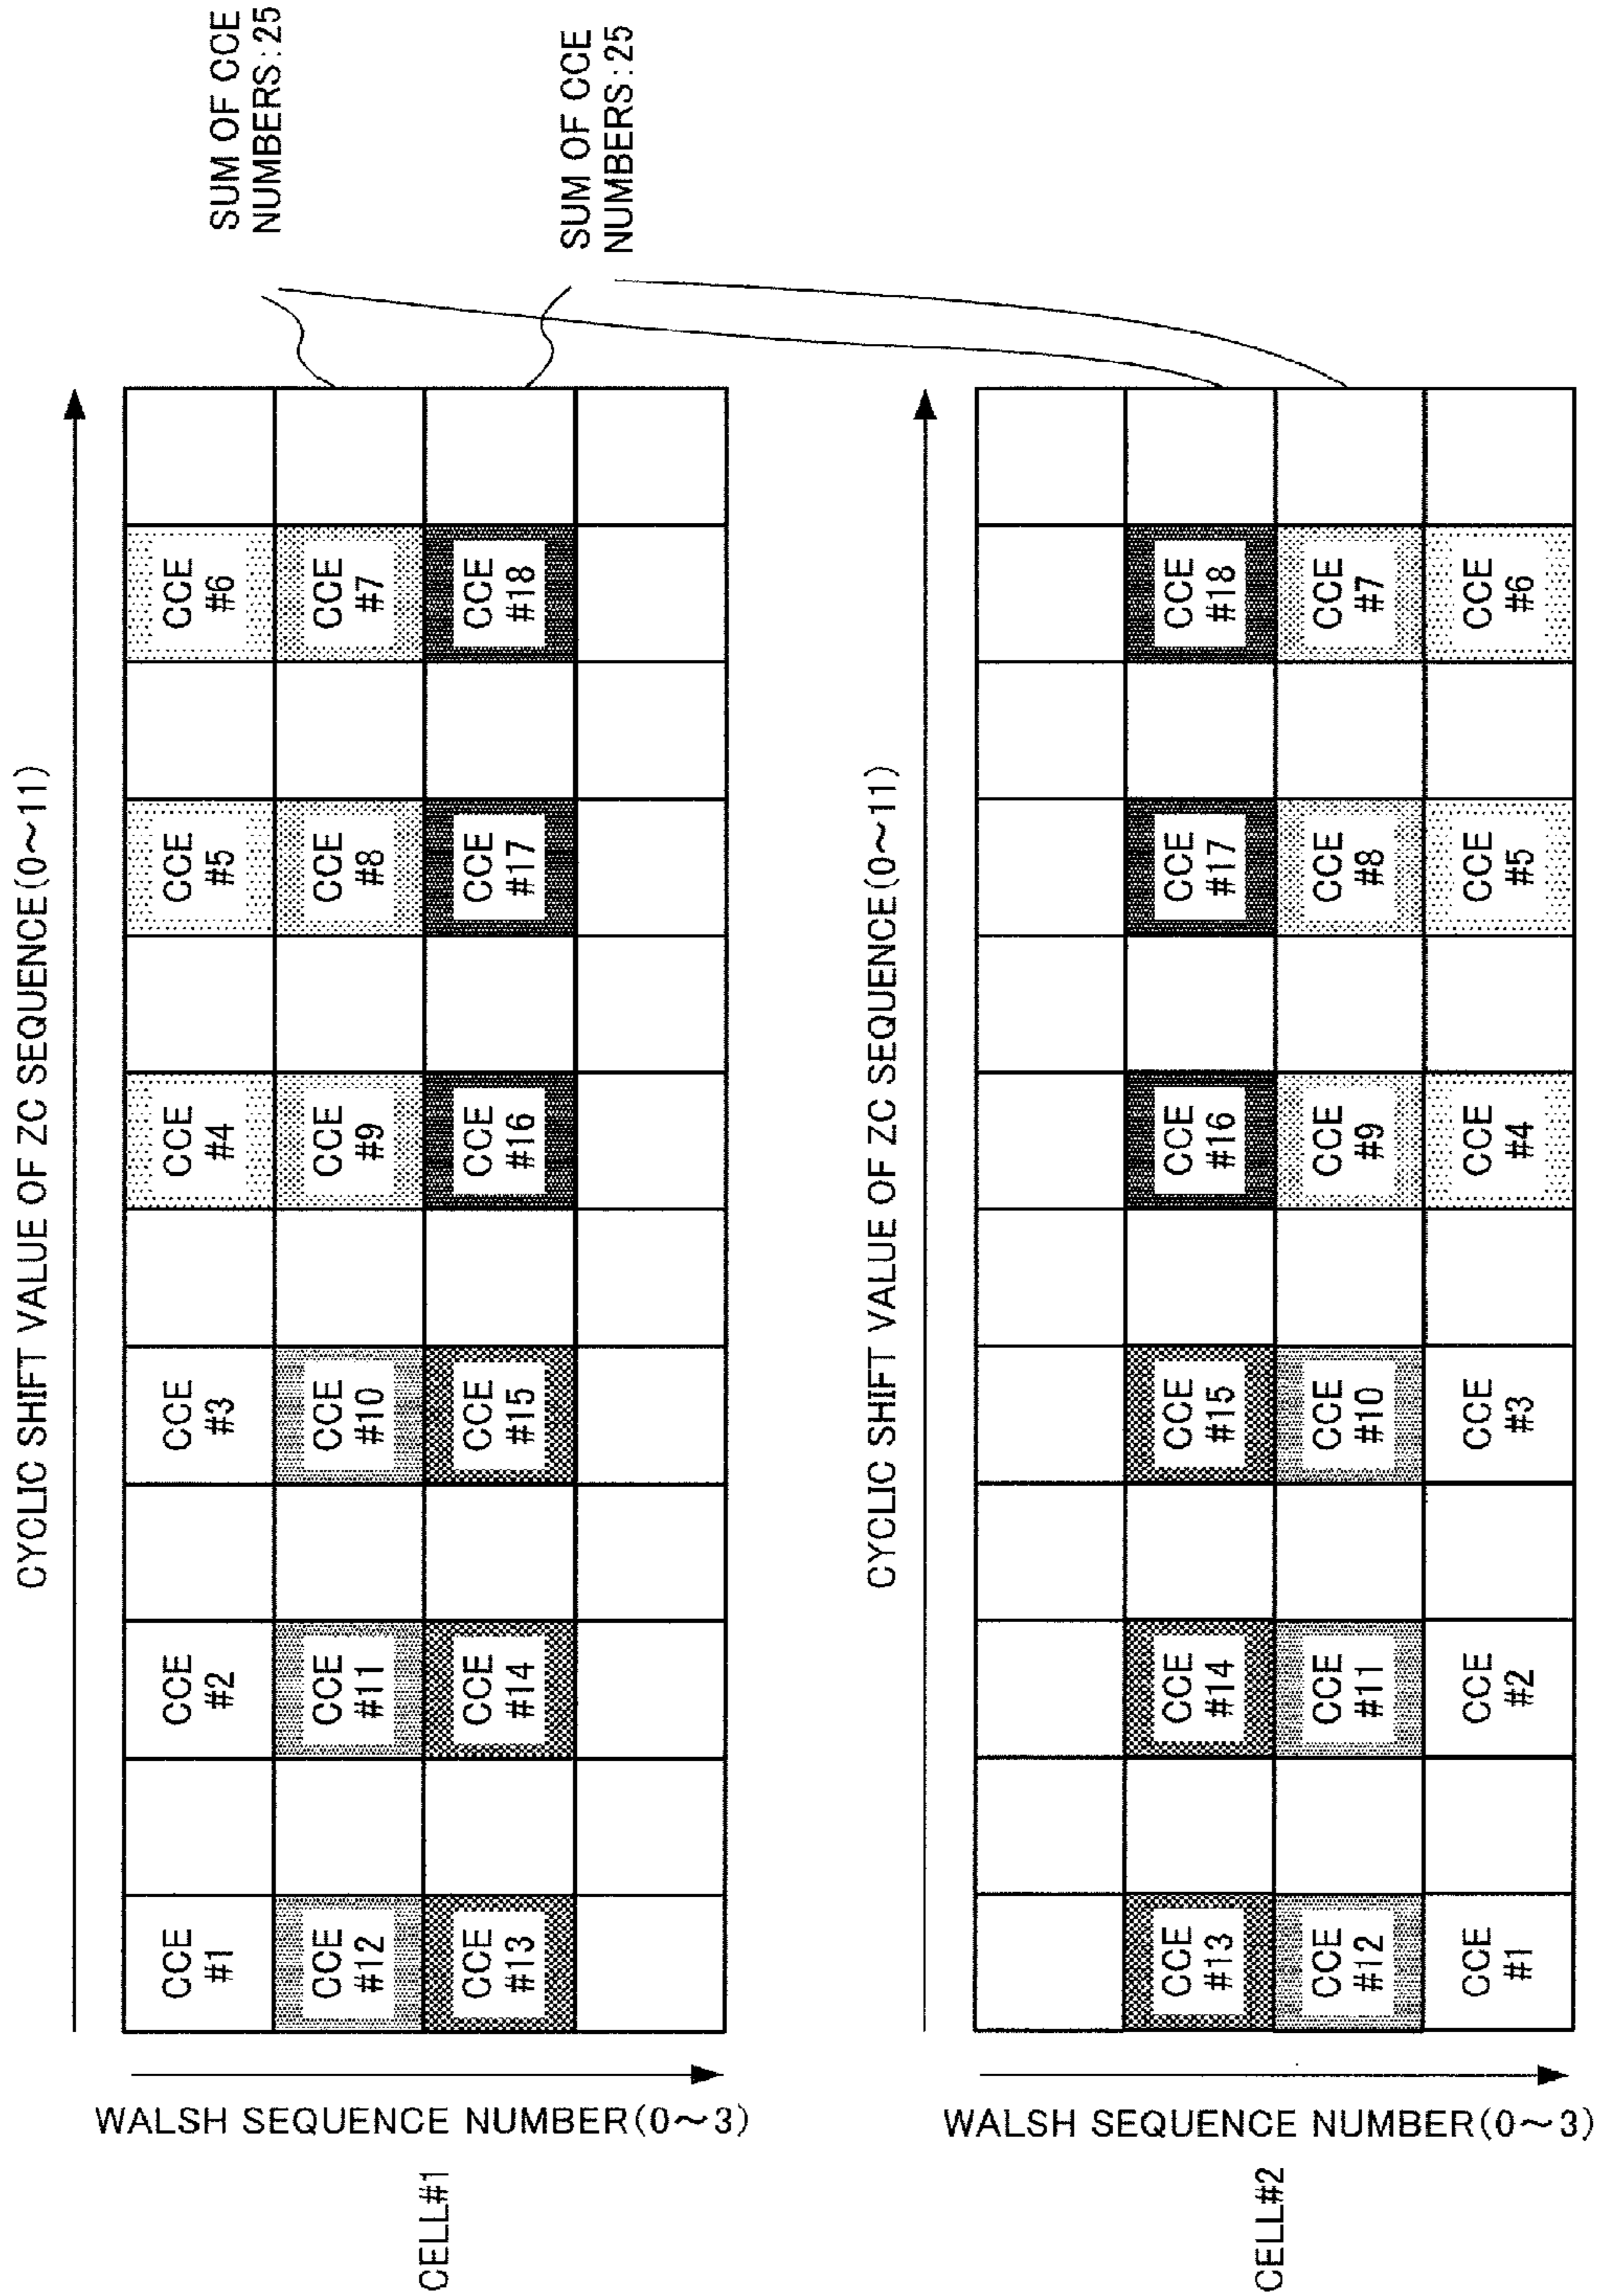 CYCLIC SHIFT VALUE OF ZC SEQUENCE(0~11)
CELL#1
WALSH SEQUENCE NUMBER(0~3)
CCE
#1
CCE
#2
CCE
#3
CCE
#4
CCE
#5
CCE
#6
CCE
#12
CCE
#11
CCE
#10
CCE
#9
CCE
#8
CCE
#7
CCE
#13
CCE
#14
CCE
#15
CCE
#16
CCE
#17
CCE
#18
SUM OF CCE
NUMBERS:25
SUM OF CCE
NUMBERS:25
CYCLIC SHIFT VALUE OF ZC SEQUENCE(0~11)
CELL#2
WALSH SEQUENCE NUMBER(0~3)
CCE
#13
CCE
#14
CCE
#15
CCE
#16
CCE
#17
CCE
#18
CCE
#12
CCE
#11
CCE
#10
CCE
#9
CCE
#8
CCE
#7
CCE
#1
CCE
#2
CCE
#3
CCE
#4
CCE
#5
CCE
#6